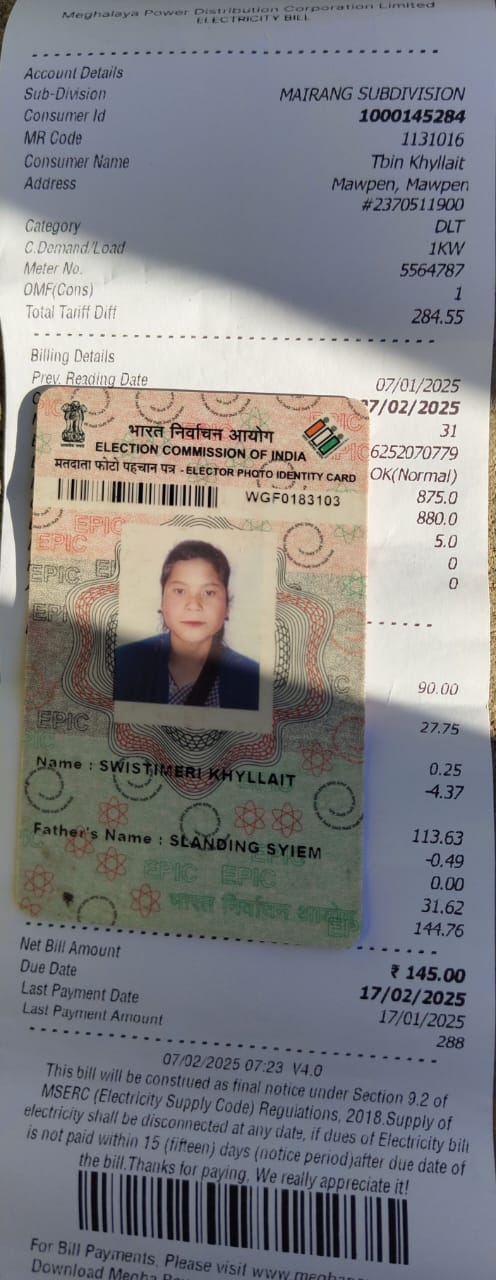 Meghalaya Power Distribution Corporation Limited
ELECTRICITY BILL
Account Details
Sub-Division MAIRANG SUBDIVISION
Consumer Id 1000145284
MR Code 1131016
Consumer Name Tbin Khyllait
Address Mawpen, Mawpen
#2370511900
Category DLT
C.Demand/Load 1KW
Meter No. 5564787
OMF(Cons) 1
Total Tariff Diff 284.55
Billing Details
Prev. Reading Date 07/01/2025
07/02/2025
31
6252070779
OK(Normal)
875.0
880.0
5.0
0
0
90.00
27.75
0.25
-4.37
113.63
-0.49
0.00
31.62
144.76
भारत निर्वाचन आयोग
ELECTION COMMISSION OF INDIA
मतदाता फोटो पहचान पत्र - ELECTOR PHOTO IDENTITY CARD
WGF0183103
EPIC
Name : SWISTIMERI KHYLLAIT
Father's Name : SLANDING SYIEM
EPIC EPIC
भारत निर्वाचन आयोग
Net Bill Amount ₹ 145.00
Due Date 17/02/2025
Last Payment Date 17/01/2025
Last Payment Amount 288
07/02/2025 07:23 V4.0
This bill will be construed as final notice under Section 9.2 of
MSERC (Electricity Supply Code) Regulations, 2018.Supply of
electricity shall be disconnected at any date, if dues of Electricity bill
is not paid within 15 (fifteen) days (notice period)after due date of
the bill.Thanks for paying. We really appreciate it!
For Bill Payments, Please visit www.
Download